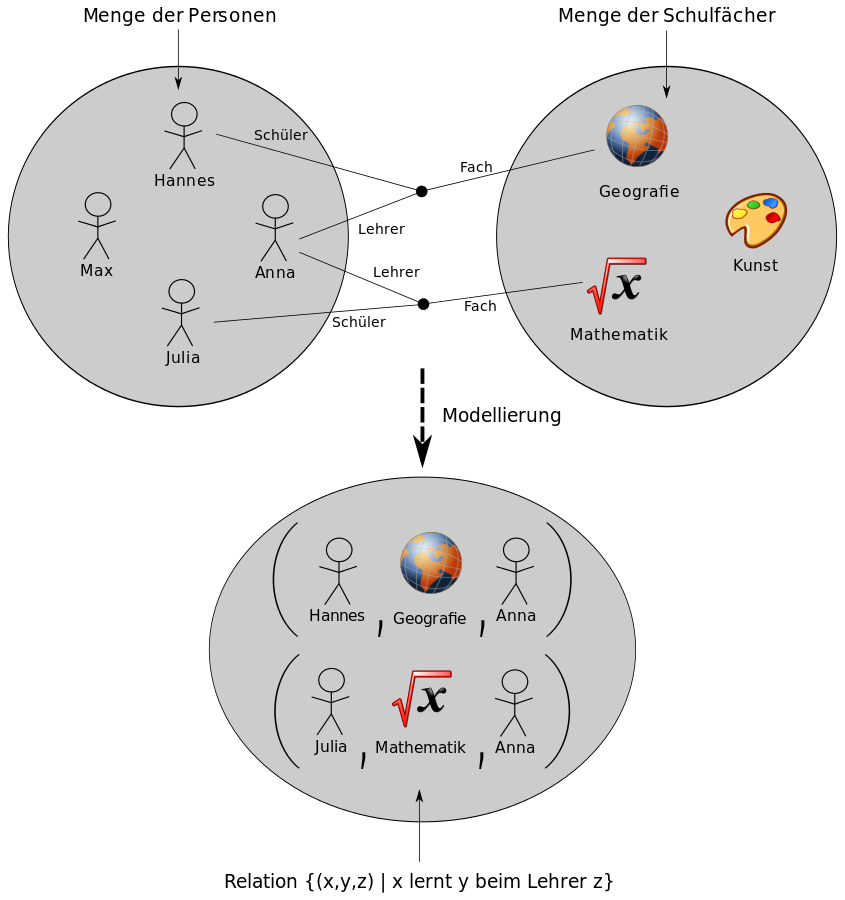 Menge der Personen
Menge der Schulfächer
Schüler
Hannes
Fach
Geografie
Lehrer
Max
Anna
Kunst
Lehrer
Fach
Schüler
x
Mathematik
Julia
Modellierung
( Hannes , Geografie , Anna )
x
( Julia , Mathematik , Anna )
Relation {(x,y,z) | x lernt y beim Lehrer z}